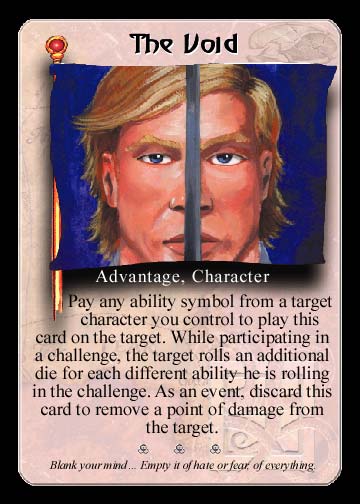 The Void
Advantage, Character
Pay any ability symbol from a target
character you control to play this
card on the target. While participating in
a challenge, the target rolls an additional
die for each different ability he is rolling
in the challenge. As an event, discard this
card to remove a point of damage from
the target.
Blank your mind... Empty it of hate or fear, of everything.